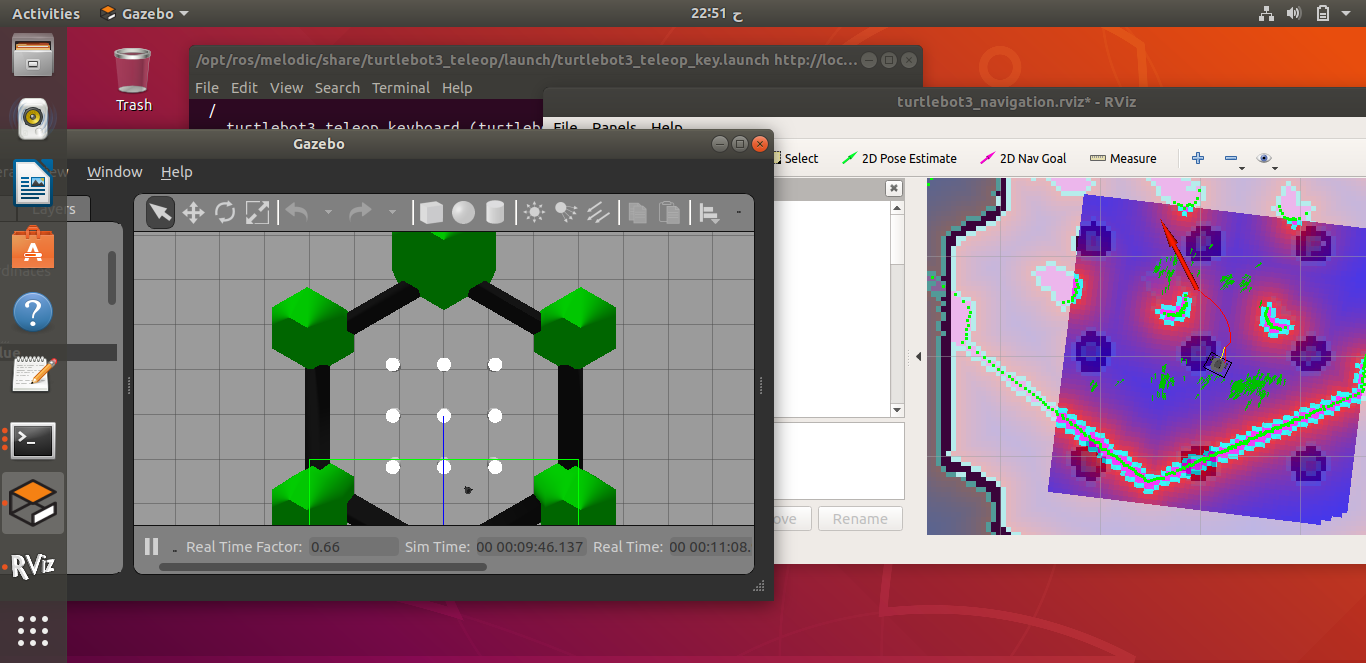 Activities
Gazebo
22:51 ح
Trash
/opt/ros/melodic/share/turtlebot3_teleop/launch/turtlebot3_teleop_key.launch http://loc…
File Edit View Search Terminal Help
/
turtlebot3_teleop_keyboard (turtleb
turtlebot3_navigation.rviz* - RViz
File Panels Help
Gazebo
Window Help
Layers
Select 2D Pose Estimate 2D Nav Goal Measure
Rename
Real Time Factor: 0.66 Sim Time: 00 00:09:46.137 Real Time: 00 00:11:08.
RViz